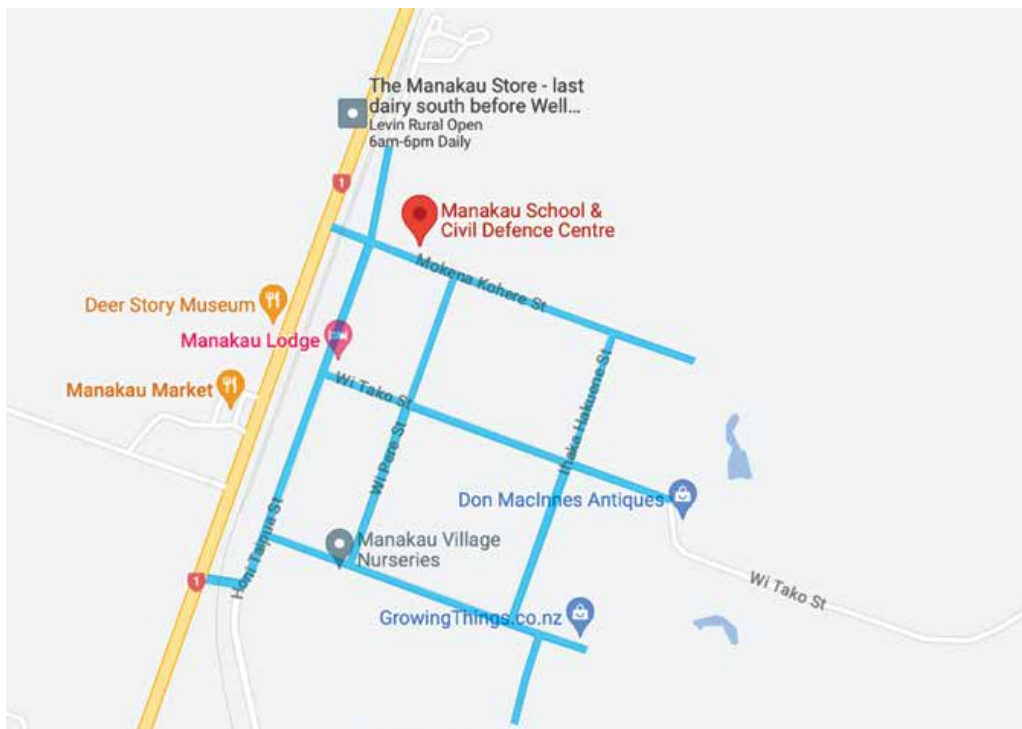 The Manakau Store - last
dairy south before Well...
Levin Rural Open
6am-6pm Daily
1
Manakau School &
Civil Defence Centre
Mokena Kohere St
Deer Story Museum
Manakau Lodge
Manakau Market
Wi Tako St
Ihaka Hakuene St
Wi Pere St
Don MacInnes Antiques
Honi Taipua St
Manakau Village
Nurseries
1
Wi Tako St
GrowingThings.co.nz